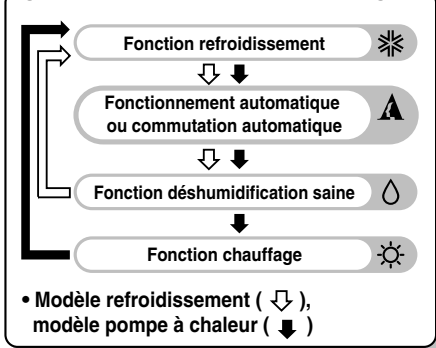 Fonction refroidissement
Fonctionnement automatique
ou commutation automatique
Fonction déshumidification saine
Fonction chauffage
• Modèle refroidissement ( ⇩ ),
modèle pompe à chaleur ( 🡇 )